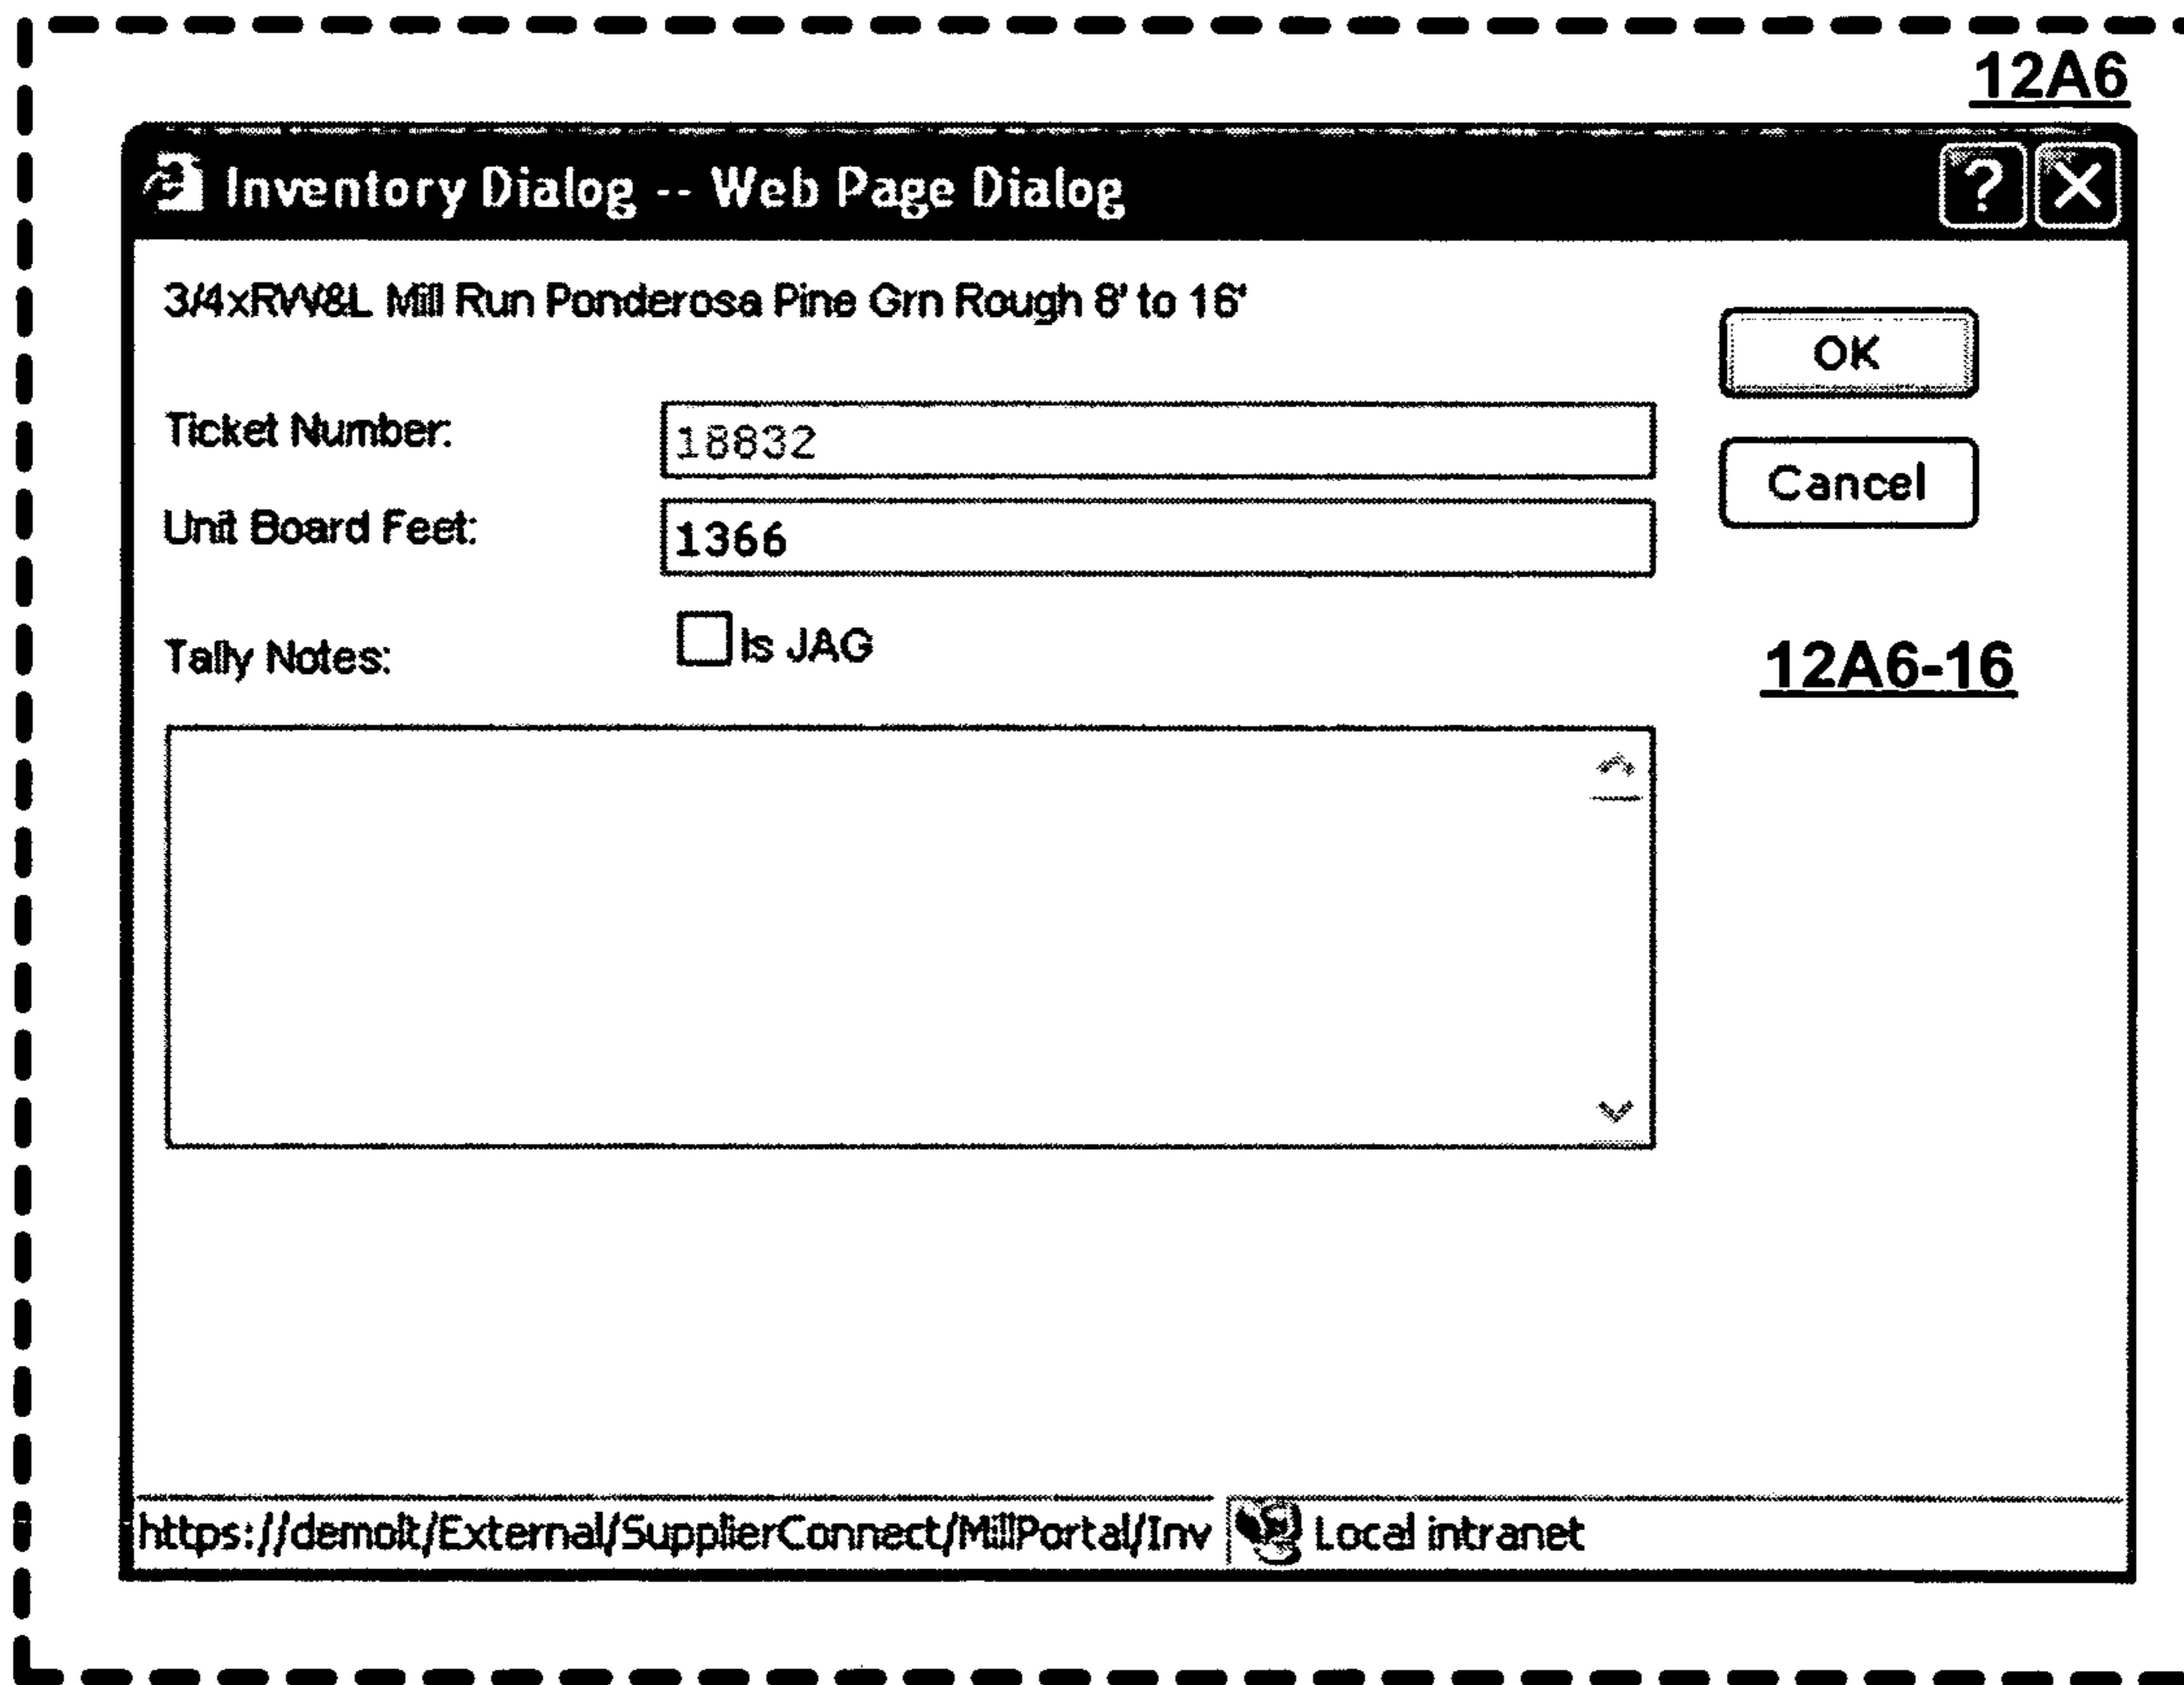 12A6
Inventory Dialog -- Web Page Dialog
3/4xRW&L Mill Run Ponderosa Pine Grn Rough 8' to 16'
OK
Ticket Number: 18832
Cancel
Unit Board Feet: 1366
Tally Notes: Is JAG
12A6-16
https://demolt/External/SupplierConnect/MillPortal/Inv Local intranet